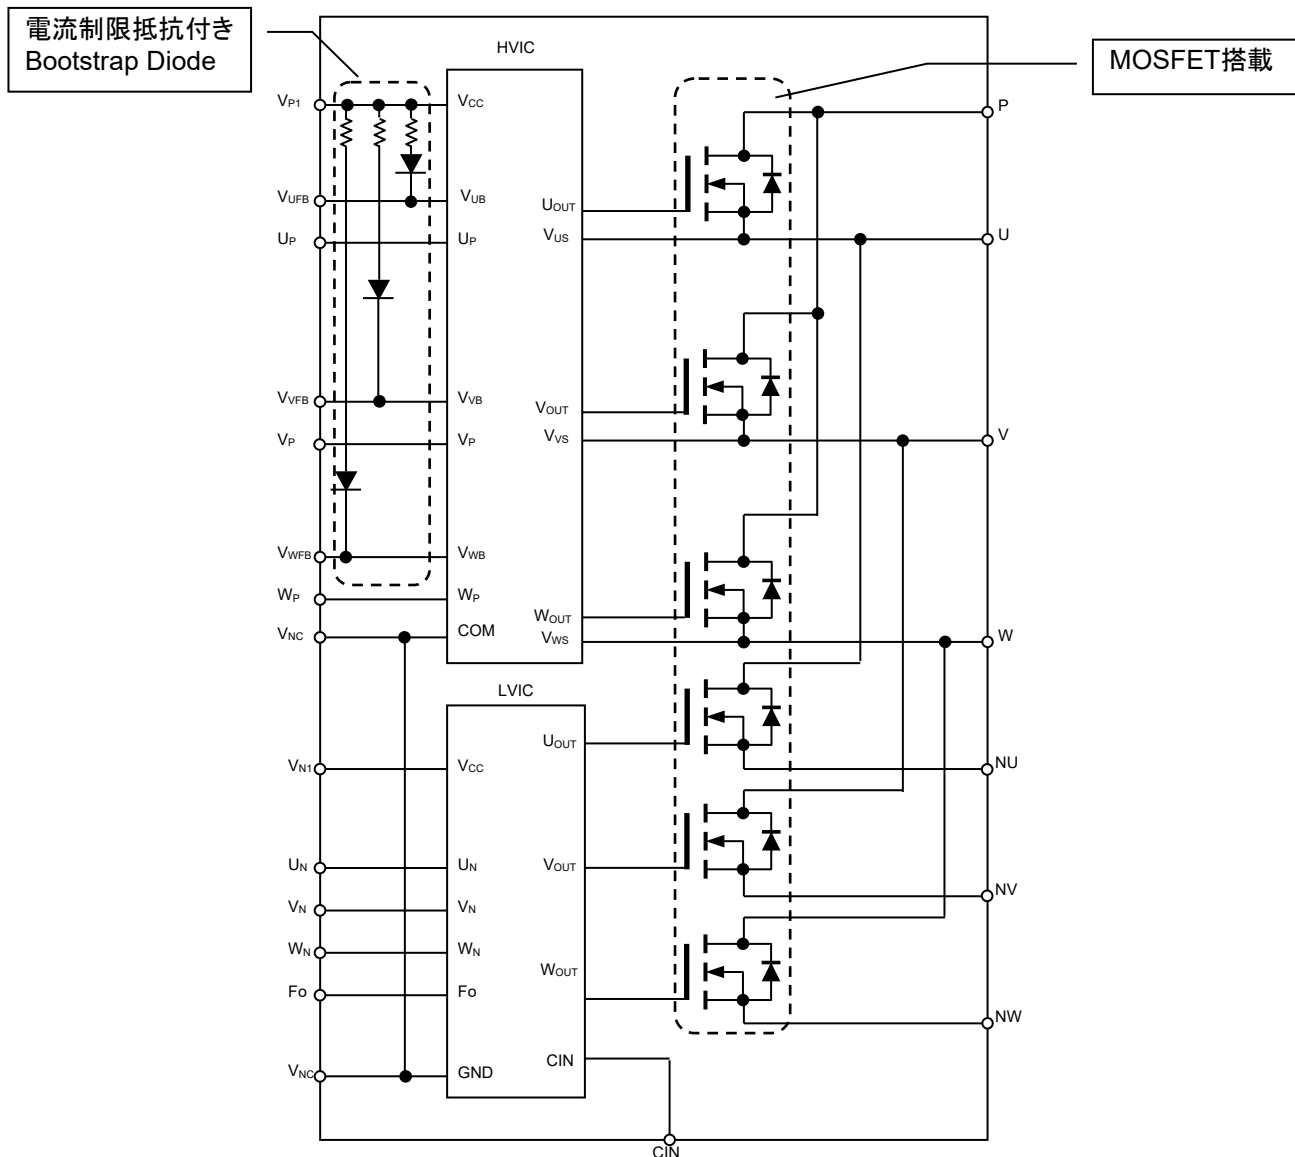 電流制限抵抗付き
Bootstrap Diode
MOSFET搭載
HVIC
VP1
VCC
P
VUFB
VUB
UOUT
UP
UP
VUS
U
VVFB
VVB
VOUT
VP
VP
VVS
V
VWFB
VWB
WP
WP
WOUT
VNC
COM
VWS
W
LVIC
UOUT
VN1
VCC
NU
UN
UN
VOUT
VN
VN
NV
WN
WN
WOUT
Fo
Fo
NW
VNC
GND
CIN
CIN